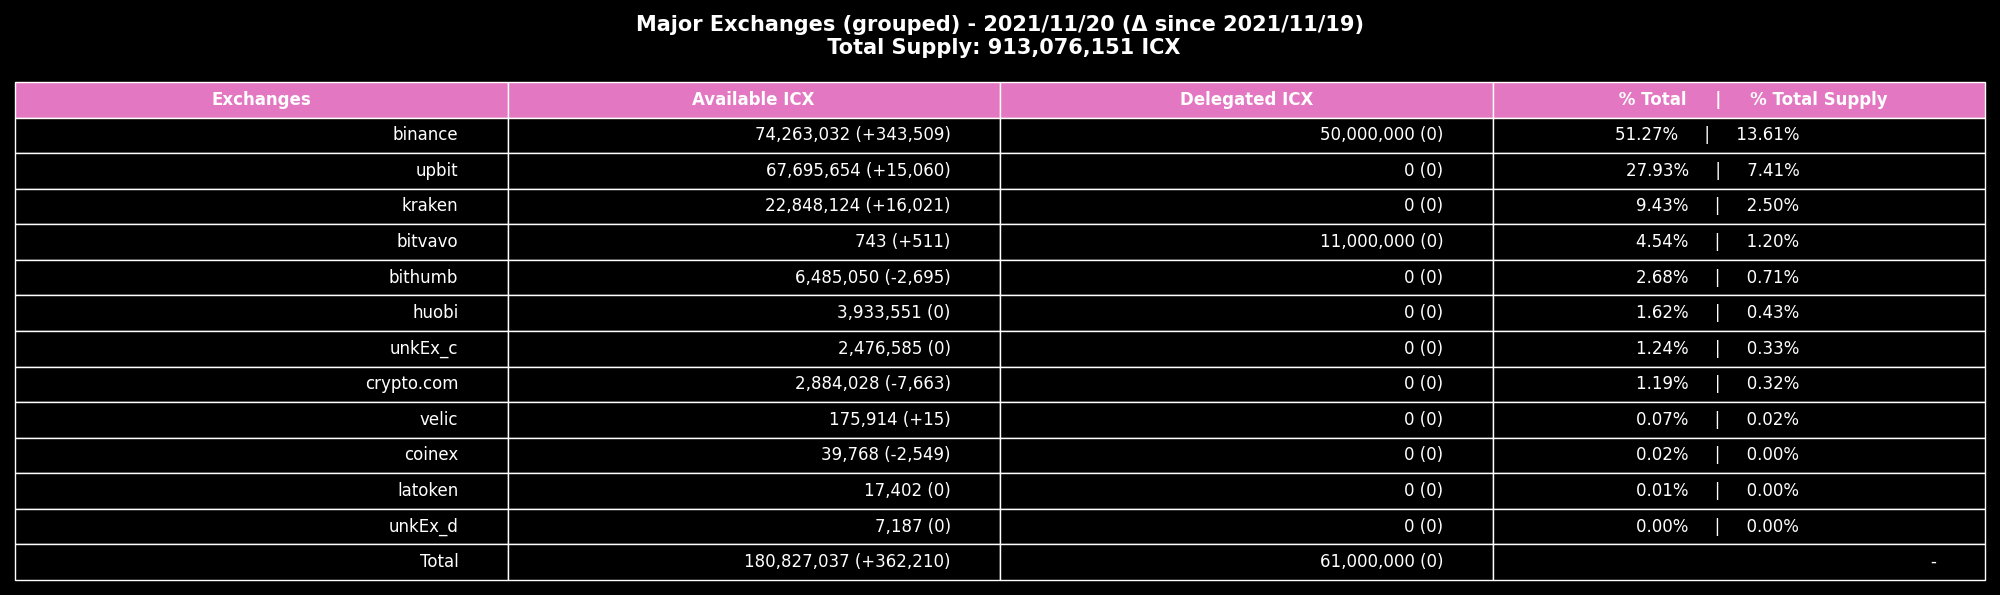 Major Exchanges (grouped) - 2021/11/20 (Δ since 2021/11/19)
Total Supply: 913,076,151 ICX
Exchanges Available ICX Delegated ICX % Total | % Total Supply
binance 74,263,032 (+343,509) 50,000,000 (0) 51.27% | 13.61%
upbit 67,695,654 (+15,060) 0 (0) 27.93% | 7.41%
kraken 22,848,124 (+16,021) 0 (0) 9.43% | 2.50%
bitvavo 743 (+511) 11,000,000 (0) 4.54% | 1.20%
bithumb 6,485,050 (-2,695) 0 (0) 2.68% | 0.71%
huobi 3,933,551 (0) 0 (0) 1.62% | 0.43%
unkEx_c 2,476,585 (0) 0 (0) 1.24% | 0.33%
crypto.com 2,884,028 (-7,663) 0 (0) 1.19% | 0.32%
velic 175,914 (+15) 0 (0) 0.07% | 0.02%
coinex 39,768 (-2,549) 0 (0) 0.02% | 0.00%
latoken 17,402 (0) 0 (0) 0.01% | 0.00%
unkEx_d 7,187 (0) 0 (0) 0.00% | 0.00%
Total 180,827,037 (+362,210) 61,000,000 (0) -